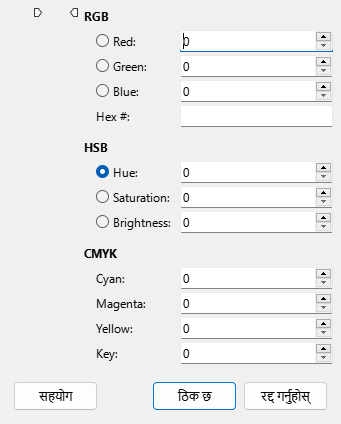 RGB
Red: 0
Green: 0
Blue: 0
Hex #:
HSB
Hue: 0
Saturation: 0
Brightness: 0
CMYK
Cyan: 0
Magenta: 0
Yellow: 0
Key: 0
सहयोग ठिक छ रद्द गर्नुहोस्